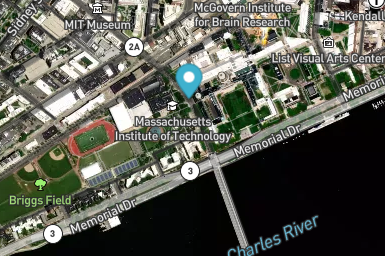 McGovern Institute
for Brain Research
Kendall
Sidney
MIT Museum
2A
List Visual Arts Center
Memorial Dr
Massachusetts
Institute of Technology
Memorial Dr
3
Briggs Field
Memorial Dr
3
Charles River